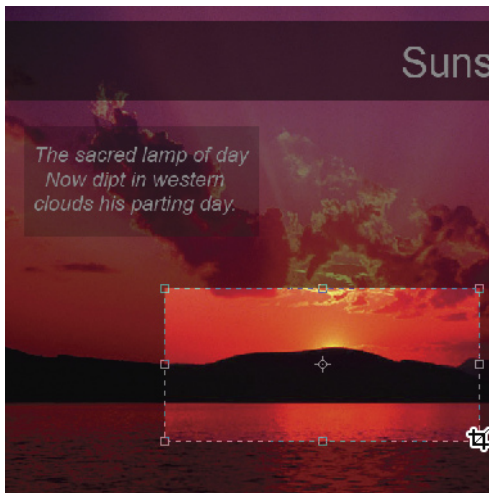 Suns
The sacred lamp of day
Now dipt in western
clouds his parting day.